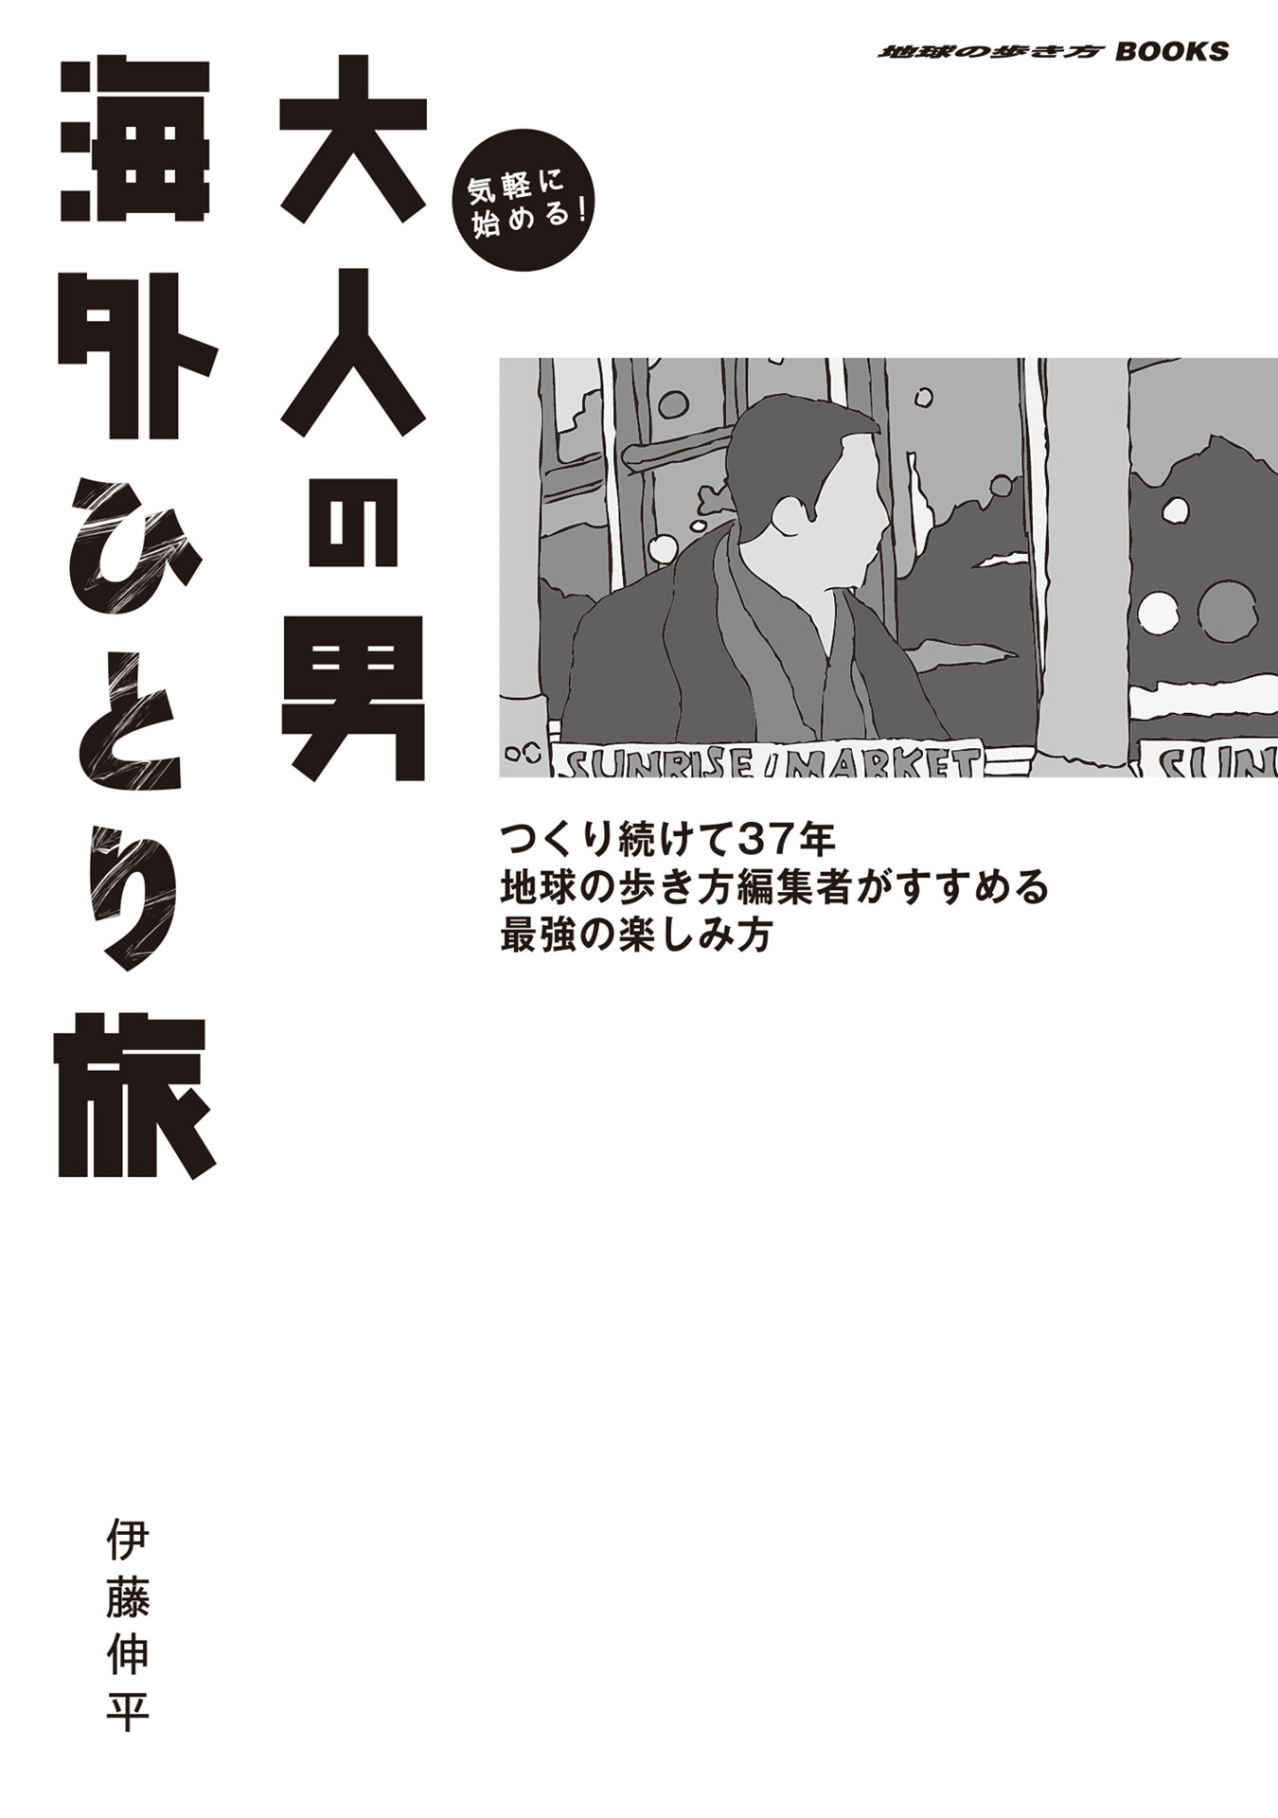 地球の歩き方 BOOKS
気軽に
始める!
大人の男
海外ひとり旅
SUNRISE MARKET
SUN
つくり続けて37年
地球の歩き方編集者がすすめる
最強の楽しみ方
伊藤伸平